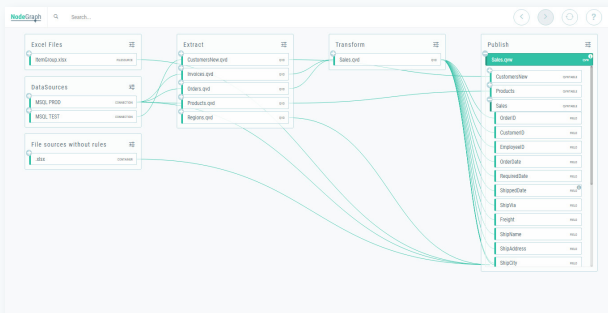 NodeGraph
Search...
?
Excel Files
ItemGroup.xlsx
DataSources
MSQL PROD
MSQL TEST
File sources without rules
.xlsx
Extract
CustomersNew.qvd
Invoices.qvd
Orders.qvd
Products.qvd
Regions.qvd
Transform
Sales.qvd
Publish
Sales.qvw
CustomersNew
Products
Sales
OrderID
CustomerID
EmployeeID
OrderDate
RequiredDate
ShippedDate
ShipVia
Freight
ShipName
ShipAddress
ShipCity